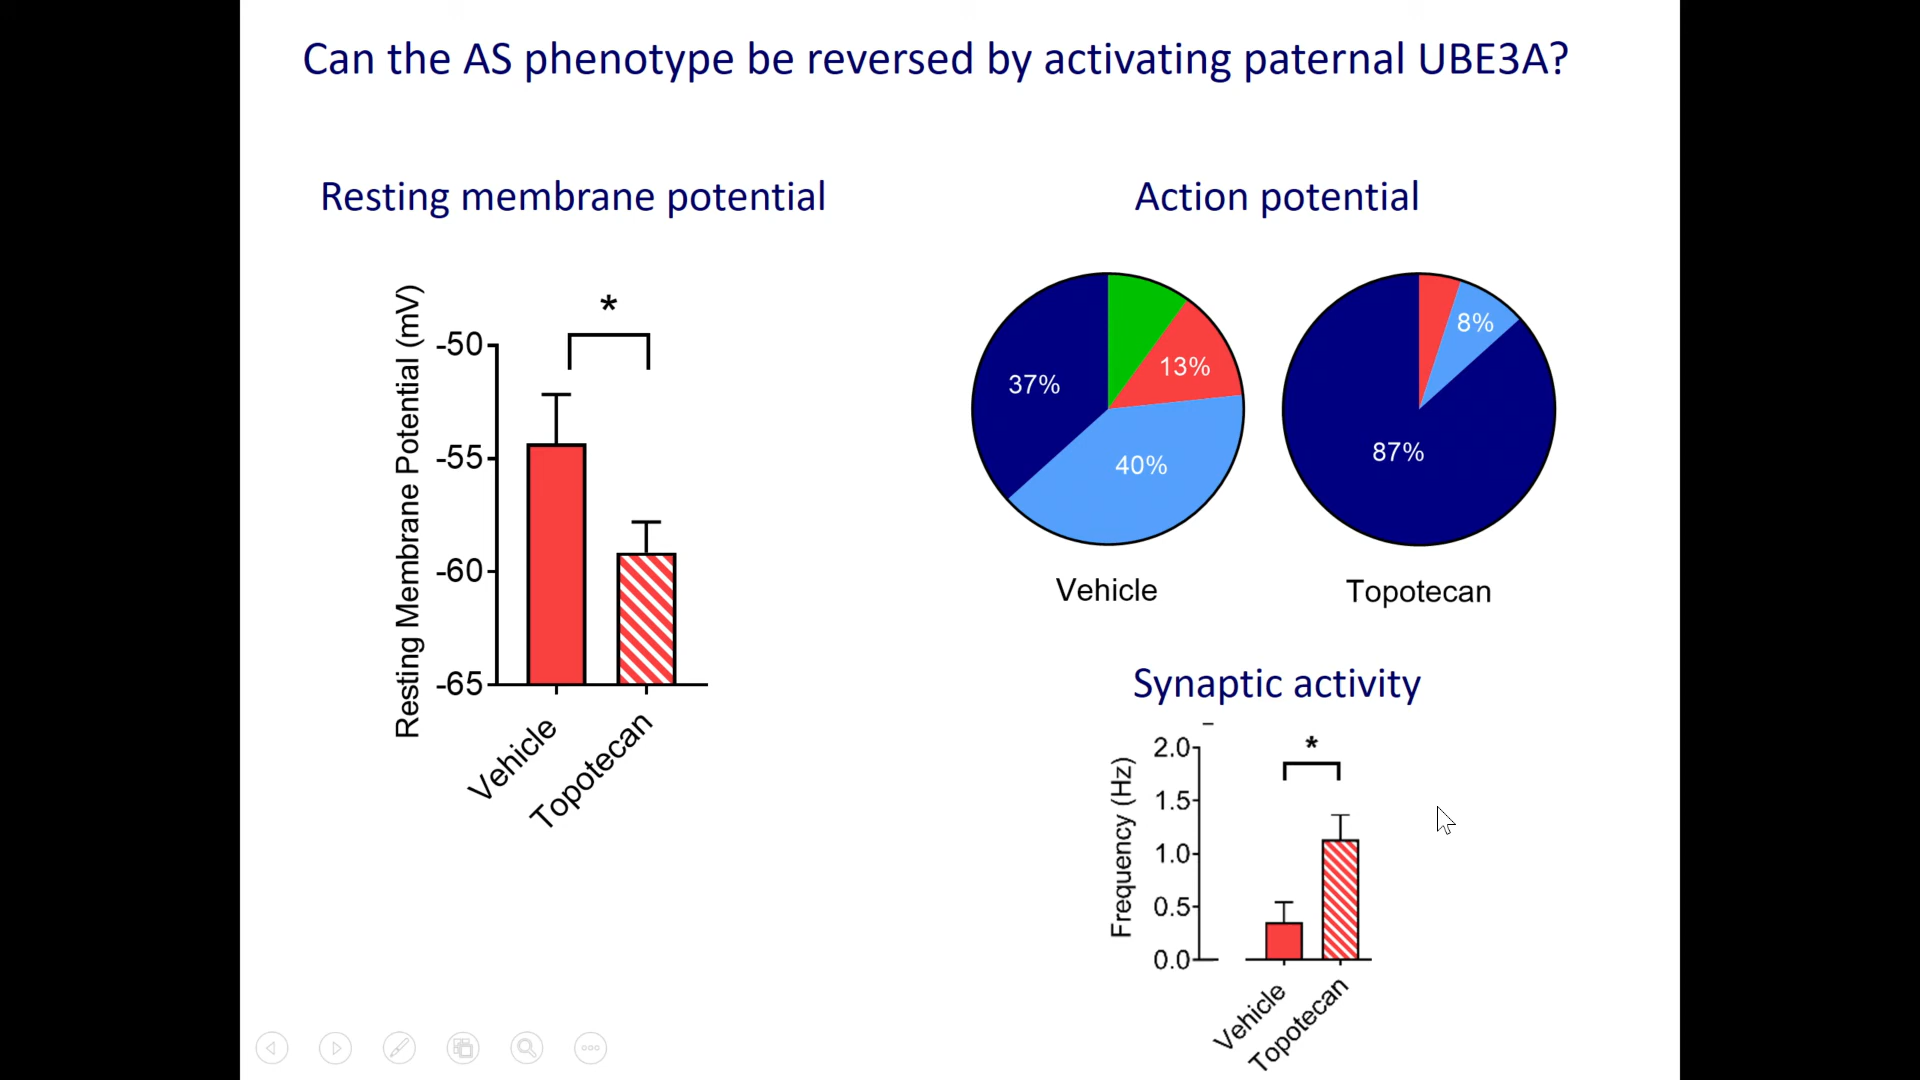 Can the AS phenotype be reversed by activating paternal UBE3A?
Resting membrane potential
Resting Membrane Potential (mV)
*
-50
-55
-60
-65
Vehicle
Topotecan
Action potential
37%
13%
40%
Vehicle
8%
87%
Topotecan
Synaptic activity
Frequency (Hz)
*
2.0
1.5
1.0
0.5
0.0
Vehicle
Topotecan